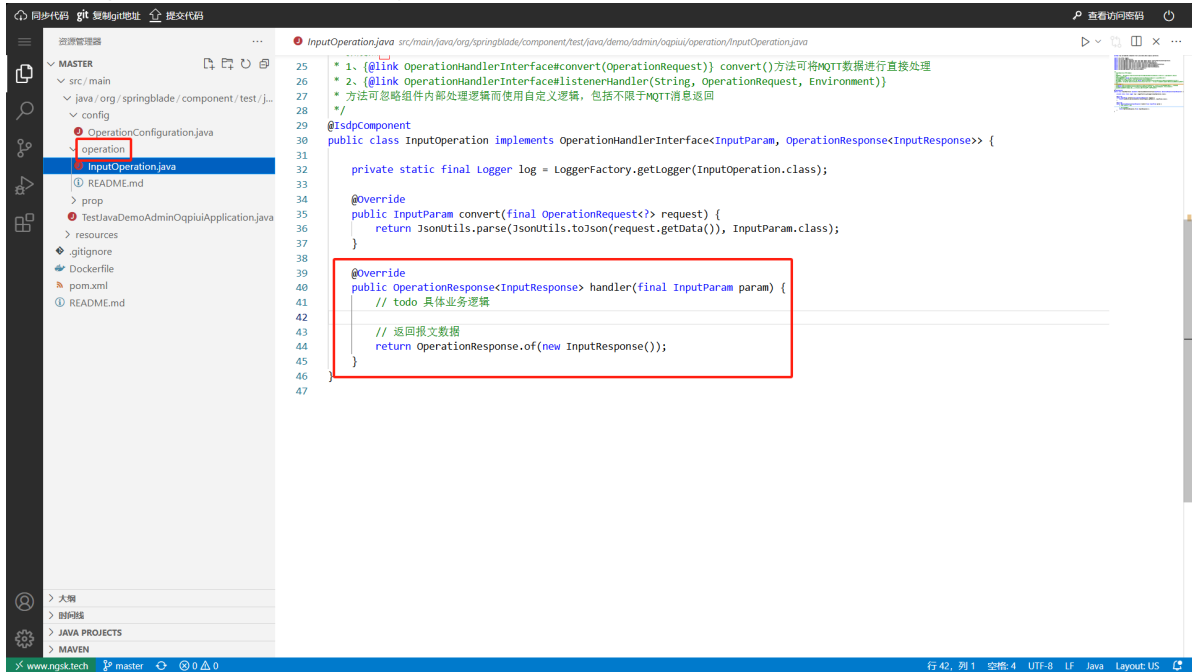 同步代码 git 复制git地址 提交代码 查看访问密码
资源管理器
MASTER
src / main
java / org / springblade / component / test / j...
config
OperationConfiguration.java
operation
InputOperation.java
README.md
prop
TestJavaDemoAdminOqpiuiApplication.java
resources
.gitignore
Dockerfile
pom.xml
README.md
大纲
时间线
JAVA PROJECTS
MAVEN
InputOperation.java src/main/java/org/springblade/component/test/java/demo/admin/oqpiui/operation/InputOperation.java
25 * 1、{@link OperationHandlerInterface#convert(OperationRequest)} convert()方法可将MQTT数据进行直接处理
26 * 2、{@link OperationHandlerInterface#listenerHandler(String, OperationRequest, Environment)}
27 * 方法可忽略组件内部处理逻辑而使用自定义逻辑，包括不限于MQTT消息返回
28 */
29 @IsdpComponent
30 public class InputOperation implements OperationHandlerInterface<InputParam, OperationResponse<InputResponse>> {
31
32 private static final Logger log = LoggerFactory.getLogger(InputOperation.class);
33
34 @Override
35 public InputParam convert(final OperationRequest<?> request) {
36 return JsonUtils.parse(JsonUtils.toJson(request.getData()), InputParam.class);
37 }
38
39 @Override
40 public OperationResponse<InputResponse> handler(final InputParam param) {
41 // todo 具体业务逻辑
42
43 // 返回报文数据
44 return OperationResponse.of(new InputResponse());
45 }
46 }
47
www.ngsk.tech master 0 0 行 42, 列 1 空格: 4 UTF-8 LF Java Layout: US